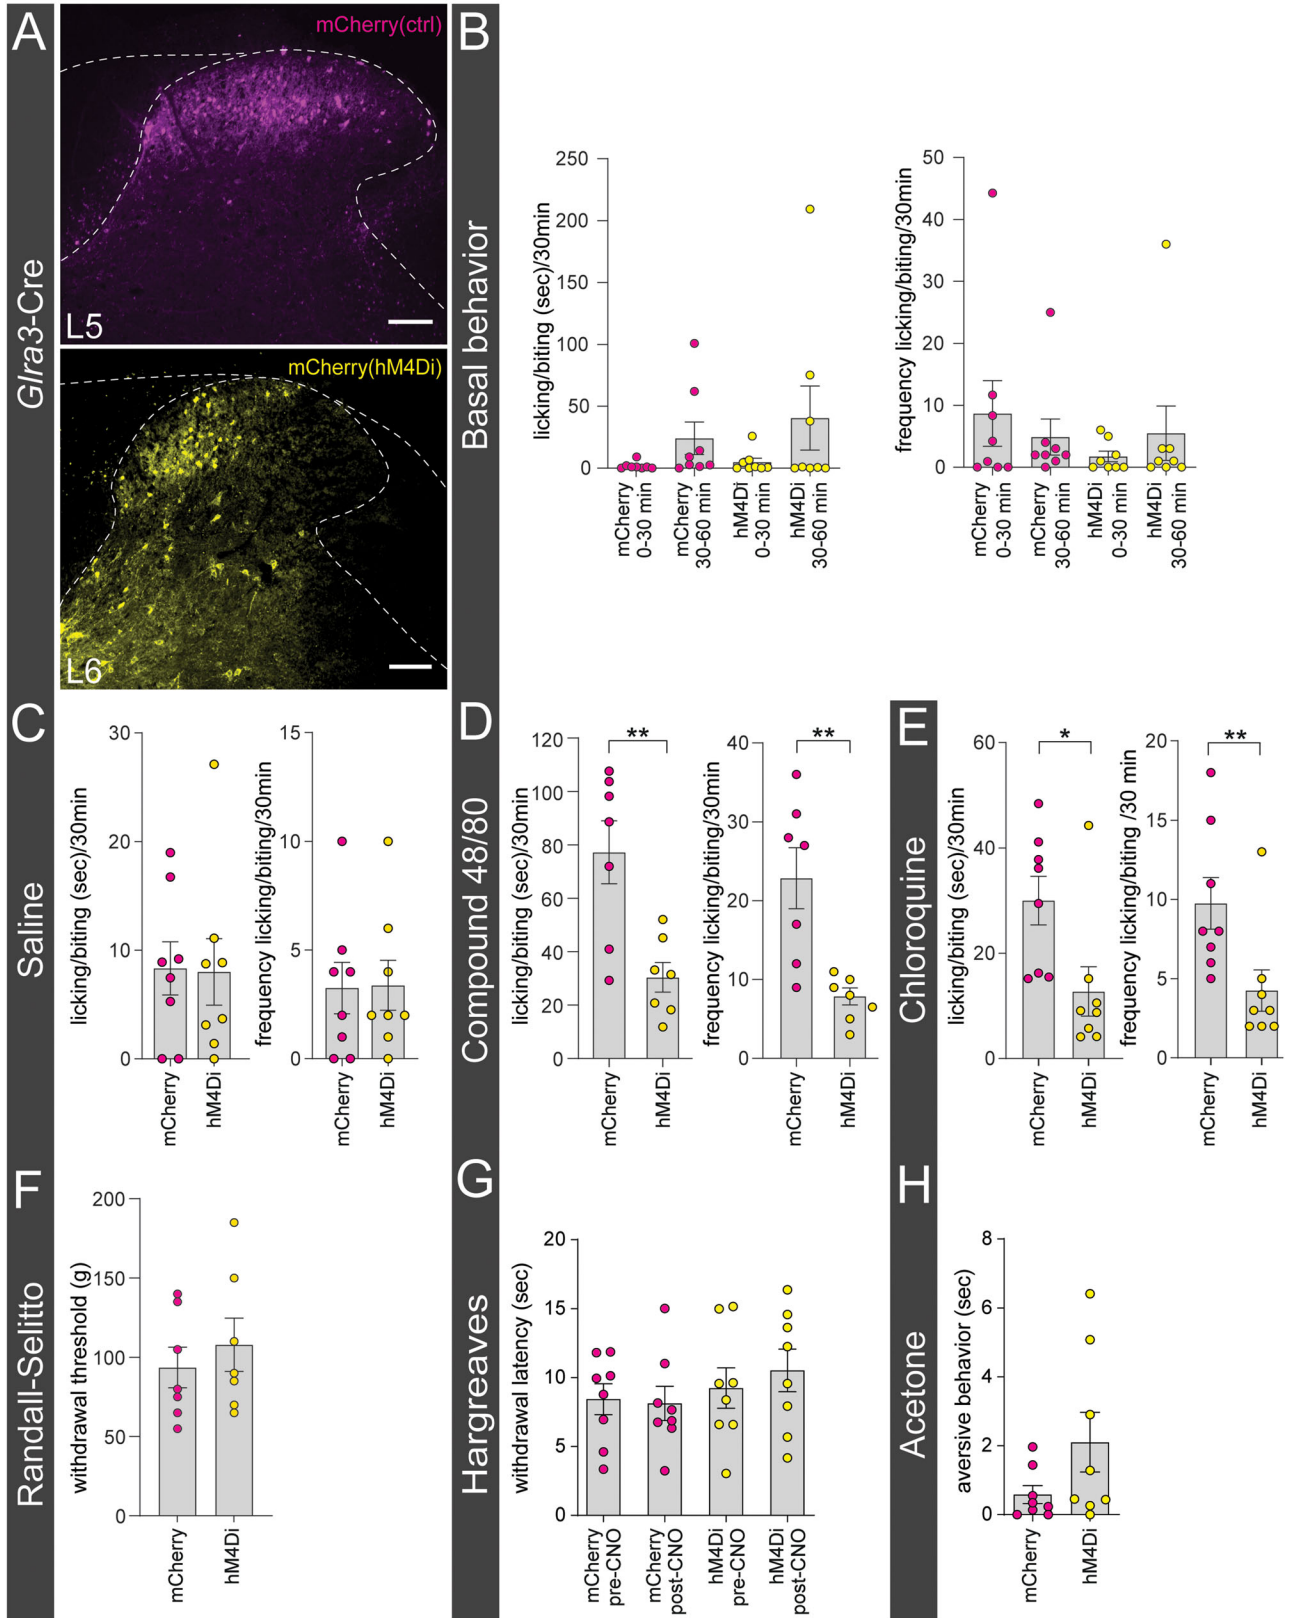 A
Glra3-Cre
mCherry(ctrl)
L5
mCherry(hM4Di)
L6
B
Basal behavior
licking/biting (sec)/30min
250
200
150
100
50
0
mCherry
0-30 min
mCherry
30-60 min
hM4Di
0-30 min
hM4Di
30-60 min
frequency licking/biting/30min
50
40
30
20
10
0
mCherry
0-30 min
mCherry
30-60 min
hM4Di
0-30 min
hM4Di
30-60 min
C
Saline
licking/biting (sec)/30min
30
20
10
0
mCherry
hM4Di
frequency licking/biting/30min
15
10
5
0
mCherry
hM4Di
D
Compound 48/80
licking/biting (sec)/30min
120
100
80
60
40
20
0
**
mCherry
hM4Di
frequency licking/biting/30min
40
30
20
10
0
**
mCherry
hM4Di
E
Chloroquine
licking/biting (sec)/30min
60
40
20
0
*
mCherry
hM4Di
frequency licking/biting /30 min
20
15
10
5
0
**
mCherry
hM4Di
F
Randall-Selitto
withdrawal threshold (g)
200
150
100
50
0
mCherry
hM4Di
G
Hargreaves
withdrawal latency (sec)
20
15
10
5
0
mCherry
pre-CNO
mCherry
post-CNO
hM4Di
pre-CNO
hM4Di
post-CNO
H
Acetone
aversive behavior (sec)
8
6
4
2
0
mCherry
hM4Di